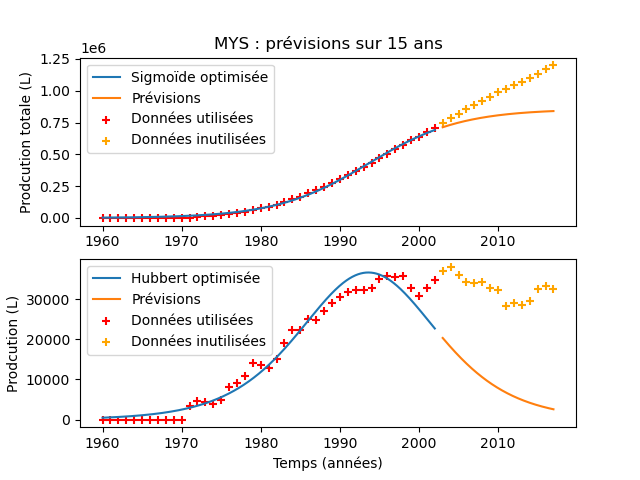 MYS : prévisions sur 15 ans
1e6
1.25
1.00
0.75
0.50
0.25
0.00
Prodcution totale (L)
Sigmoïde optimisée
Prévisions
Données utilisées
Données inutilisées
1960 1970 1980 1990 2000 2010
30000
20000
10000
0
Prodcution (L)
Hubbert optimisée
Prévisions
Données utilisées
Données inutilisées
1960 1970 1980 1990 2000 2010
Temps (années)